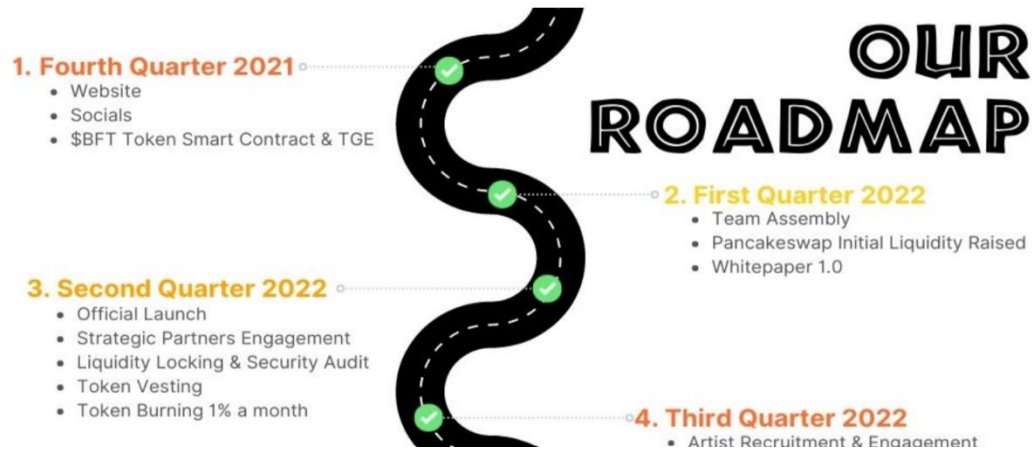 OUR
ROADMAP
1. Fourth Quarter 2021
• Website
• Socials
• $BFT Token Smart Contract & TGE
2. First Quarter 2022
• Team Assembly
• Pancakeswap Initial Liquidity Raised
• Whitepaper 1.0
3. Second Quarter 2022
• Official Launch
• Strategic Partners Engagement
• Liquidity Locking & Security Audit
• Token Vesting
• Token Burning 1% a month
4. Third Quarter 2022
• Artist Recruitment & Engagement